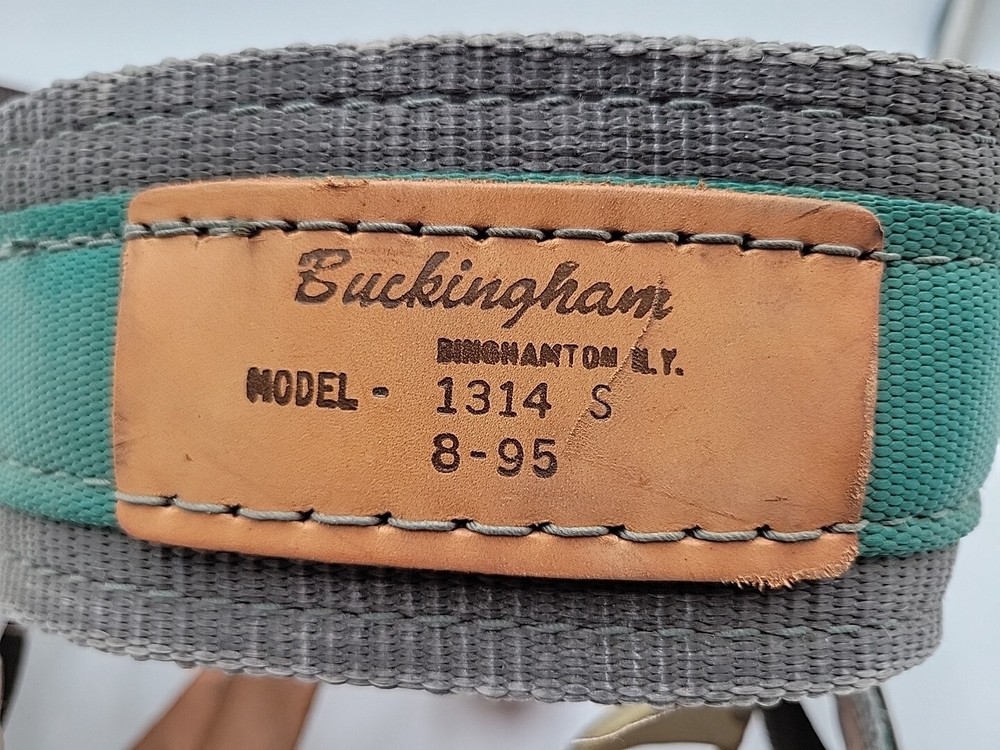 Buckingham
BINGHAMTON N.Y.
MODEL - 1314 S
8-95